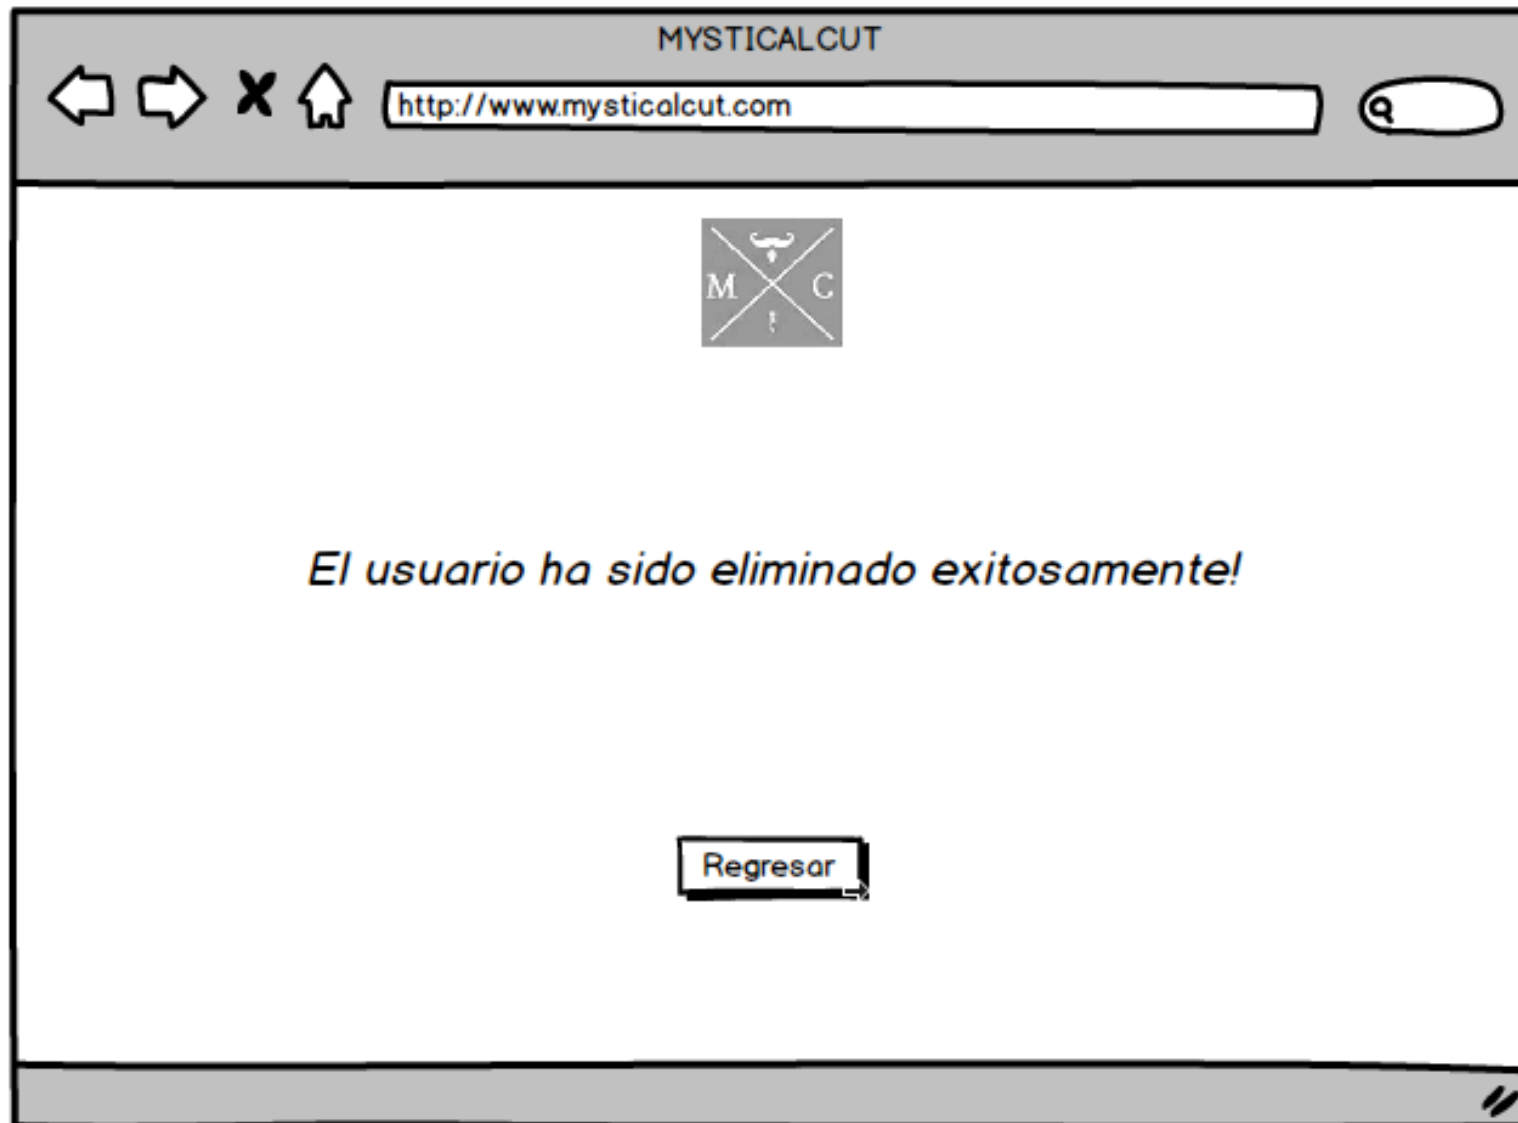 MYSTICALCUT
http://www.mysticalcut.com
M C
El usuario ha sido eliminado exitosamente!
Regresar